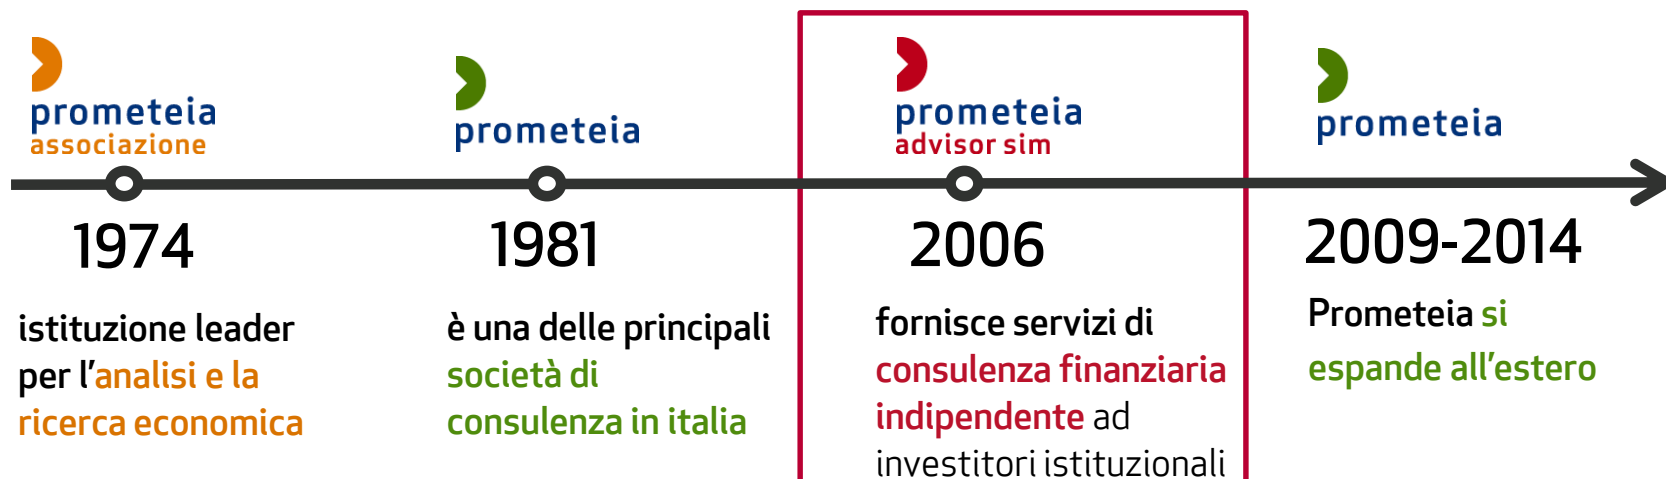 prometeia
associazione
1974
istituzione leader
per l'analisi e la
ricerca economica
prometeia
1981
è una delle principali
società di
consulenza in italia
prometeia
advisor sim
2006
fornisce servizi di
consulenza finanziaria
indipendente ad
investitori istituzionali
prometeia
2009-2014
Prometeia si
espande all'estero